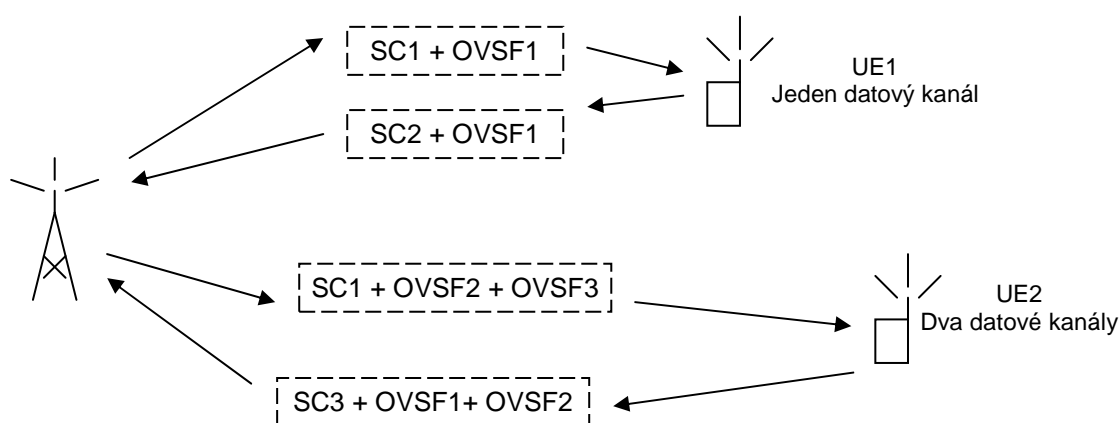 SC1 + OVSF1
UE1
Jeden datový kanál
SC2 + OVSF1
SC1 + OVSF2 + OVSF3
UE2
Dva datové kanály
SC3 + OVSF1+ OVSF2